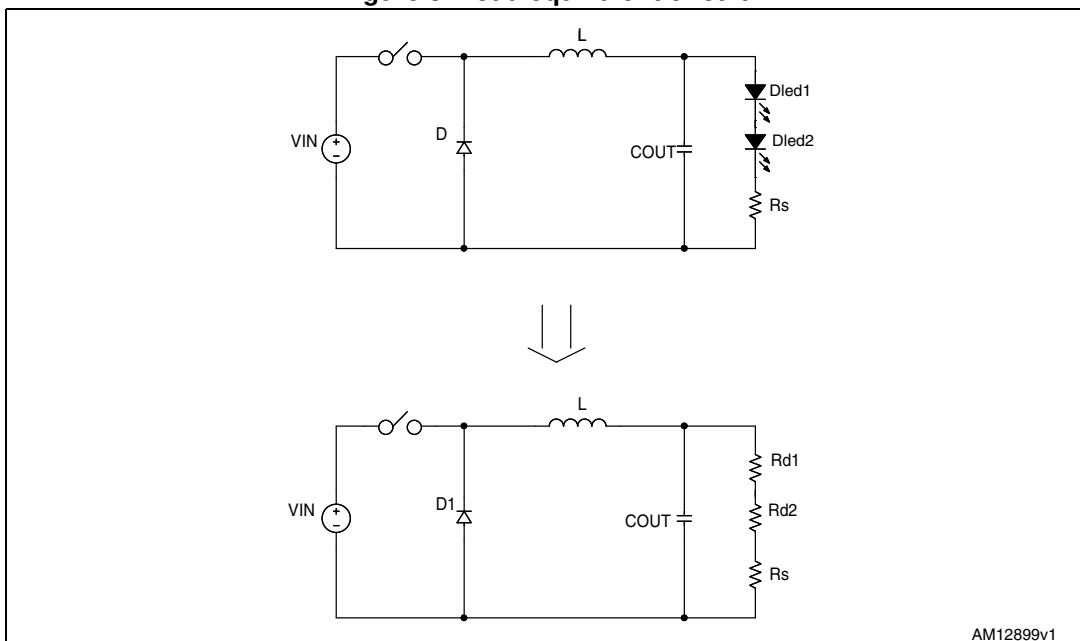 L
Dled1
D
VIN
COUT
Dled2
Rs
L
Rd1
D1
VIN
COUT
Rd2
Rs
AM12899v1